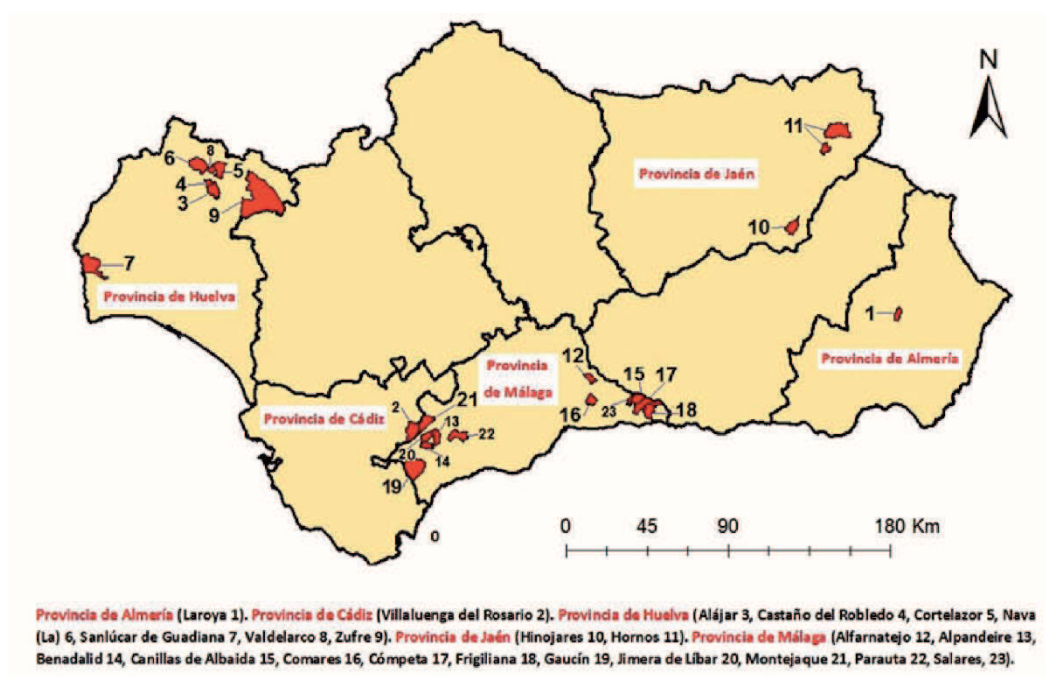 N
11
8
6
5
Provincia de Jaén
4
3
9
10
7
Provincia de Huelva
1
12
Provincia
de Málaga
15
17
Provincia de Almería
21
2
13
16
23
18
Provincia de Cádiz
22
20
14
19
0
0 45 90 180 Km
Provincia de Almería (Laroya 1). Provincia de Cádiz (Villaluenga del Rosario 2). Provincia de Huelva (Alájar 3, Castaño del Robledo 4, Cortelazor 5, Nava
(La) 6, Sanlúcar de Guadiana 7, Valdelarco 8, Zufre 9). Provincia de Jaén (Hinojares 10, Hornos 11). Provincia de Málaga (Alfarnatejo 12, Alpandeire 13,
Benadalid 14, Canillas de Albaida 15, Comares 16, Cómpeta 17, Frigiliana 18, Gaucín 19, Jimera de Líbar 20, Montejaque 21, Parauta 22, Salares, 23).